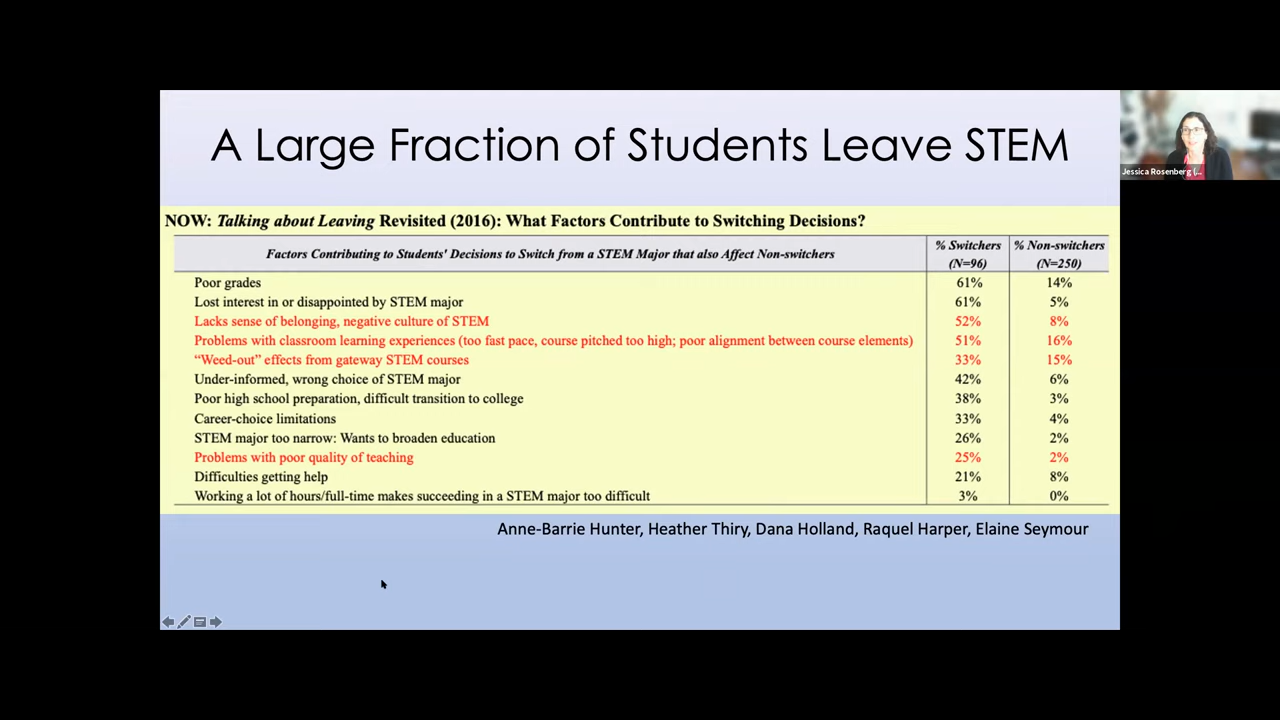 A Large Fraction of Students Leave STEM
Jessica Rosenberg (...
NOW: Talking about Leaving Revisited (2016): What Factors Contribute to Switching Decisions?
Factors Contributing to Students' Decisions to Switch from a STEM Major that also Affect Non-switchers % Switchers (N=96) % Non-switchers (N=250)
Poor grades 61% 14%
Lost interest in or disappointed by STEM major 61% 5%
Lacks sense of belonging, negative culture of STEM 52% 8%
Problems with classroom learning experiences (too fast pace, course pitched too high; poor alignment between course elements) 51% 16%
“Weed-out” effects from gateway STEM courses 33% 15%
Under-informed, wrong choice of STEM major 42% 6%
Poor high school preparation, difficult transition to college 38% 3%
Career-choice limitations 33% 4%
STEM major too narrow: Wants to broaden education 26% 2%
Problems with poor quality of teaching 25% 2%
Difficulties getting help 21% 8%
Working a lot of hours/full-time makes succeeding in a STEM major too difficult 3% 0%
Anne-Barrie Hunter, Heather Thiry, Dana Holland, Raquel Harper, Elaine Seymour